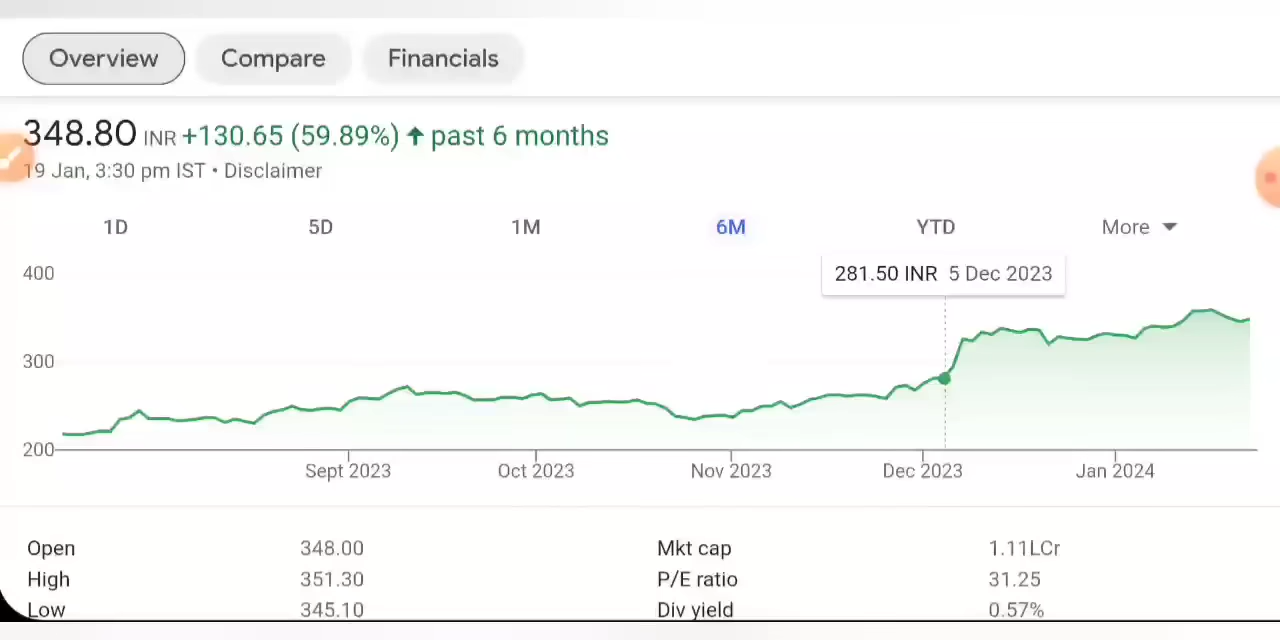 Overview Compare Financials
348.80 INR +130.65 (59.89%) ↑ past 6 months
19 Jan, 3:30 pm IST • Disclaimer
1D 5D 1M 6M YTD More
281.50 INR 5 Dec 2023
400
300
200
Sept 2023 Oct 2023 Nov 2023 Dec 2023 Jan 2024
Open 348.00 Mkt cap 1.11LCr
High 351.30 P/E ratio 31.25
Low 345.10 Div yield 0.57%